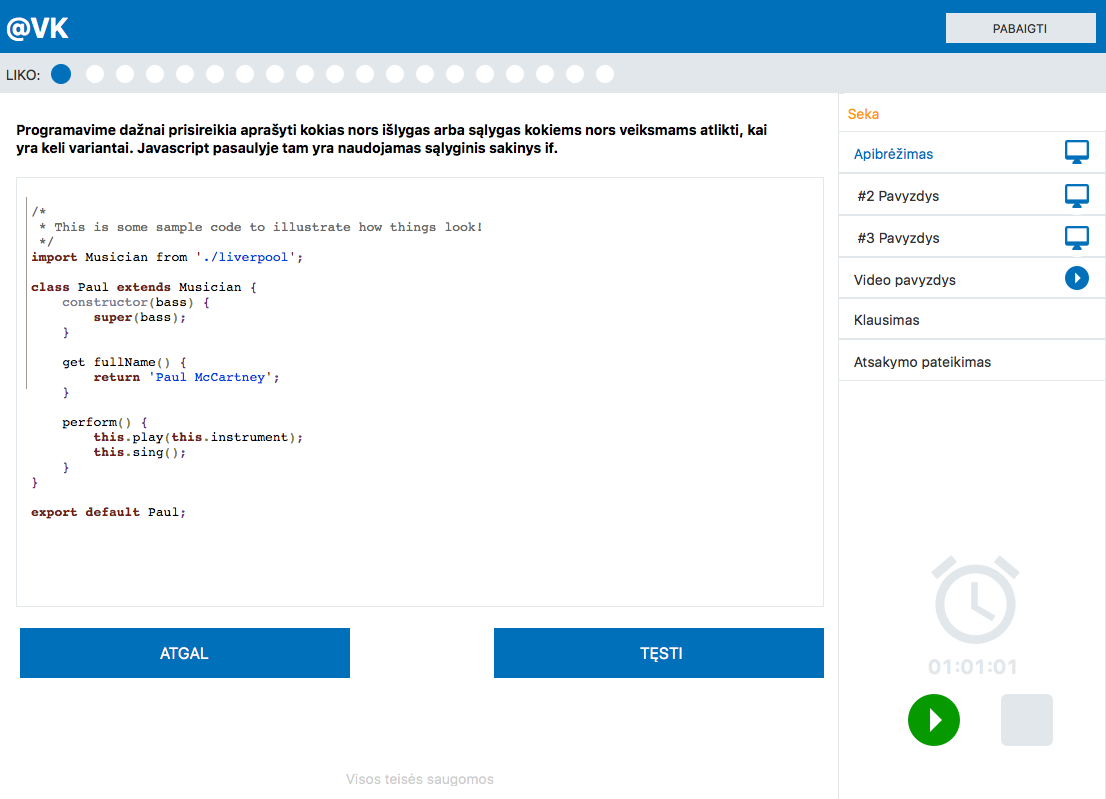 @VK
PABAIGTI
LIKO:
Programavime dažnai prisireikia aprašyti kokias nors išlygas arba sąlygas kokiems nors veiksmams atlikti, kai
yra keli variantai. Javascript pasaulyje tam yra naudojamas sąlyginis sakinys if.
/*
 * This is some sample code to illustrate how things look!
 */
import Musician from './liverpool';
class Paul extends Musician {
    constructor(bass) {
        super(bass);
    }
    get fullName() {
        return 'Paul McCartney';
    }
    perform() {
        this.play(this.instrument);
        this.sing();
    }
}
export default Paul;
ATGAL
TĘSTI
Visos teisės saugomos
Seka
Apibrėžimas
#2 Pavyzdys
#3 Pavyzdys
Video pavyzdys
Klausimas
Atsakymo pateikimas
01:01:01